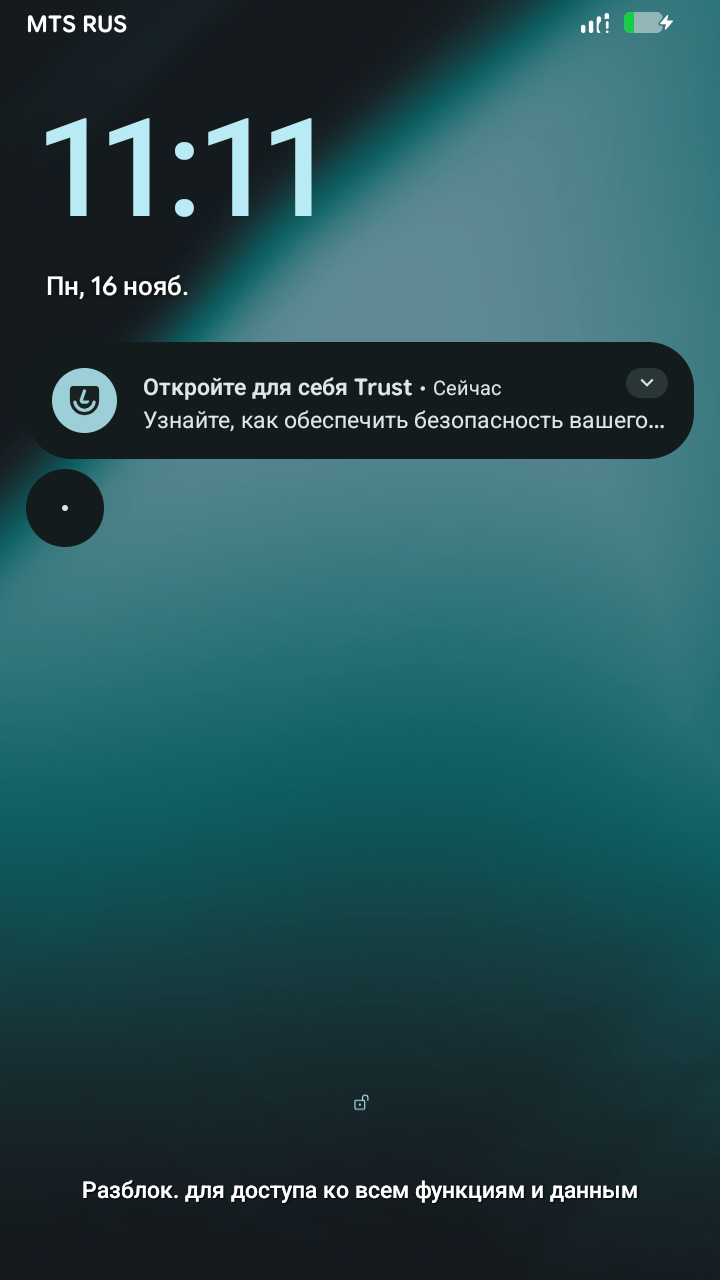 MTS RUS
11:11
Пн, 16 нояб.
Откройте для себя Trust • Сейчас
Узнайте, как обеспечить безопасность вашего...
Разблок. для доступа ко всем функциям и данным